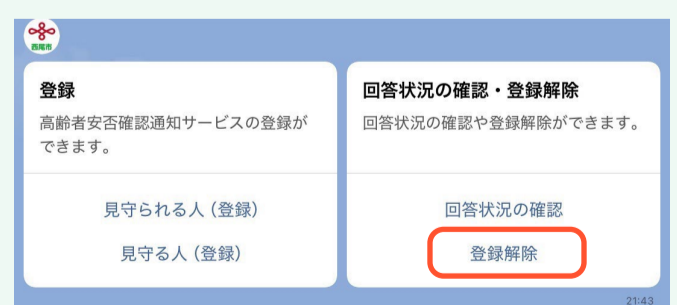 西尾市
登録
高齢者安否確認通知サービスの登録が
できます。
見守られる人（登録）
見守る人（登録）
回答状況の確認・登録解除
回答状況の確認や登録解除ができます。
回答状況の確認
登録解除
21:43